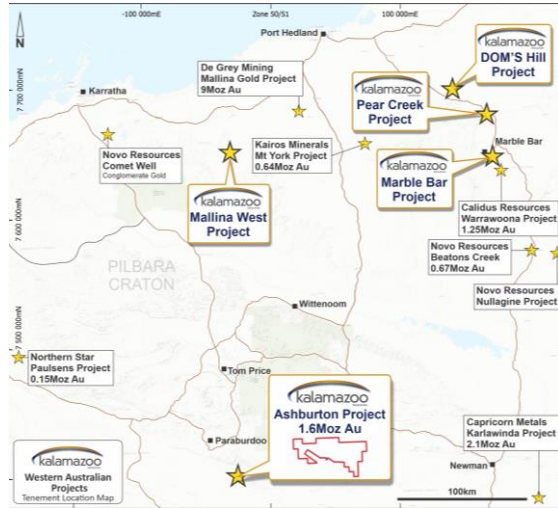 -100 000mE
Zone 50/51
100 000mE
N
Port Hedland
kalamazoo
DOM'S Hill
Project
De Grey Mining
Mallina Gold Project
9Moz Au
7 700 000mN
Karratha
kalamazoo
Pear Creek
Project
Novo Resources
Comet Well
Conglomerate Gold
Kairos Minerals
Mt York Project
0.64Moz Au
Marble Bar
kalamazoo
Marble Bar
Project
kalamazoo
Mallina West
Project
Calidus Resources
Warrawoona Project
1.25Moz Au
7 600 000mN
Novo Resources
Beatons Creek
0.67Moz Au
PILBARA
CRATON
Novo Resources
Nullagine Project
Wittenoom
7 500 000mN
Northern Star
Paulsens Project
0.15Moz Au
Tom Price
kalamazoo
Ashburton Project
1.6Moz Au
Paraburdoo
Capricorn Metals
Karlawinda Project
2.1Moz Au
kalamazoo
Western Australian
Projects
Tenement Location Map
Newman
100km